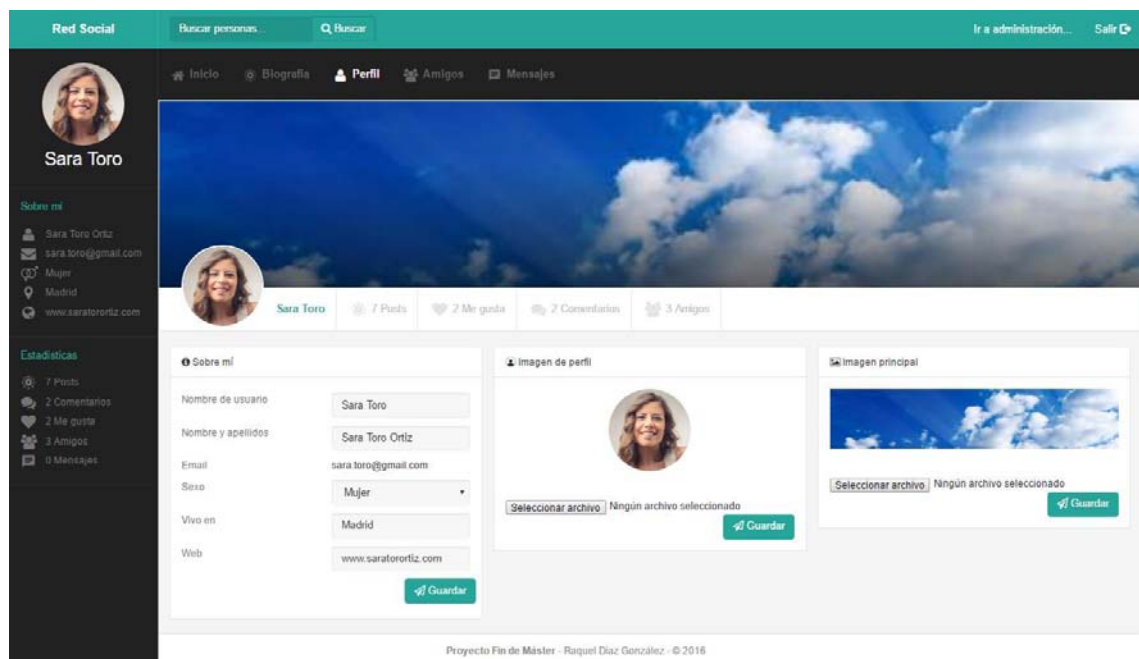 Red Social
Buscar personas...
Buscar
Ir a administración...
Salir
Inicio
Biografía
Perfil
Amigos
Mensajes
Sara Toro
Sobre mí
Sara Toro Ortiz
sara.toro@gmail.com
Mujer
Madrid
www.saratorortiz.com
Estadísticas
7 Posts
2 Comentarios
2 Me gusta
3 Amigos
0 Mensajes
Sara Toro
7 Posts
2 Me gusta
2 Comentarios
3 Amigos
Sobre mí
Nombre de usuario
Sara Toro
Nombre y apellidos
Sara Toro Ortiz
Email
sara.toro@gmail.com
Sexo
Mujer
Vivo en
Madrid
Web
www.saratorortiz.com
Guardar
Imagen de perfil
Seleccionar archivo Ningún archivo seleccionado
Guardar
Imagen principal
Seleccionar archivo Ningún archivo seleccionado
Guardar
Proyecto Fin de Máster - Raquel Díaz González - © 2016